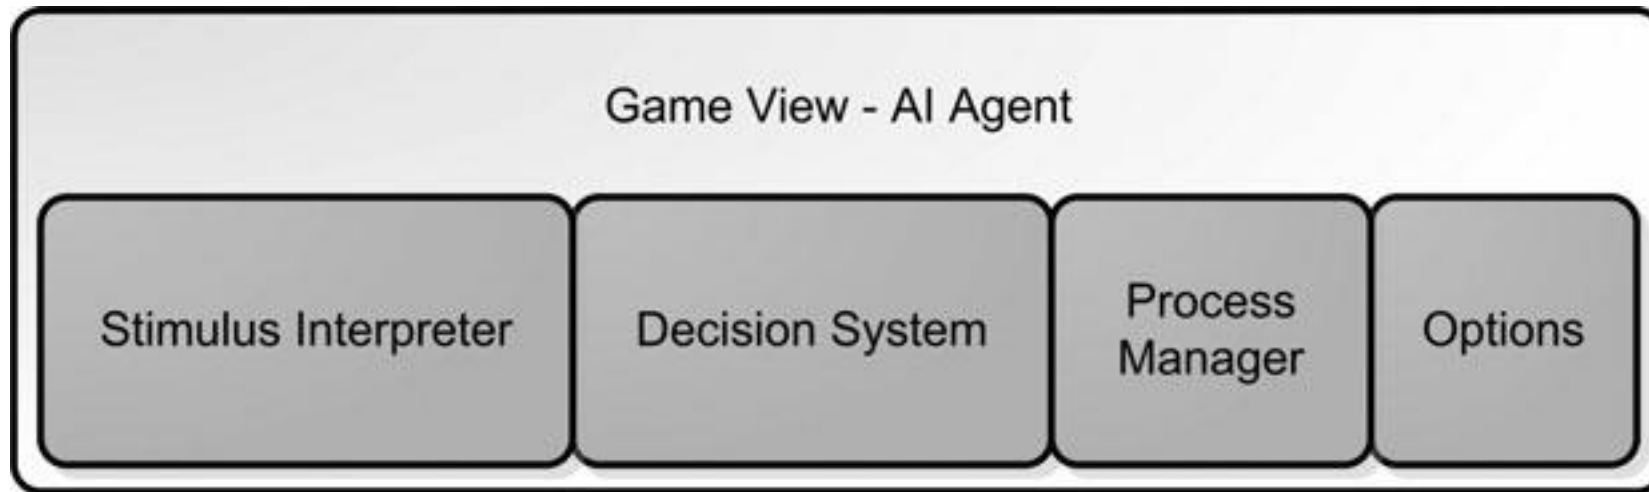 Game View - AI Agent
Stimulus Interpreter
Decision System
Process
Manager
Options